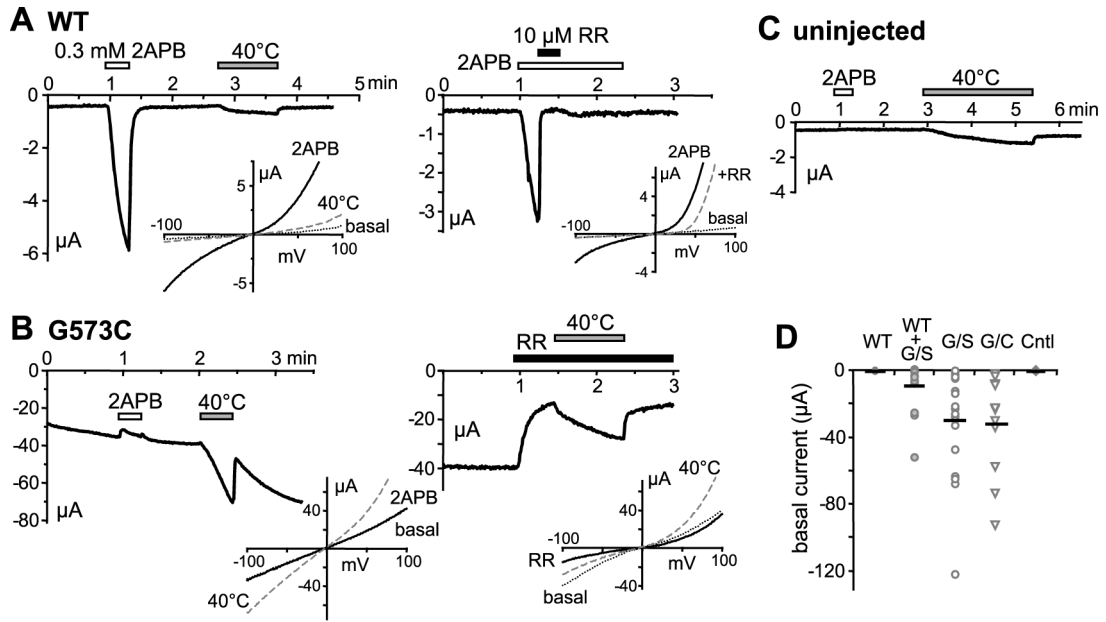 A WT
0.3 mM 2APB 40°C
0 1 2 3 4 5 min
0
-2
-4
-6
µA
µA
5
-5
2APB
40°C
basal
-100
mV
100
10 µM RR
2APB
0 1 2 3
0
-1
-2
-3
µA
µA
4
-4
2APB
+RR
basal
-100
mV
100
C uninjected
2APB 40°C
0 1 2 3 4 5 6 min
0
-2
-4
µA
B G573C
0 1 2 3 min
0
-20
-40
-60
-80
2APB 40°C
µA
µA
40
-40
2APB
basal
-100
mV
100
40°C
40°C
RR
0 1 2 3
0
-20
-40
µA
µA
40
-40
40°C
-100
mV
100
RR
basal
D
WT WT + G/S G/S G/C Cntl
0
-40
-80
-120
basal current (µA)